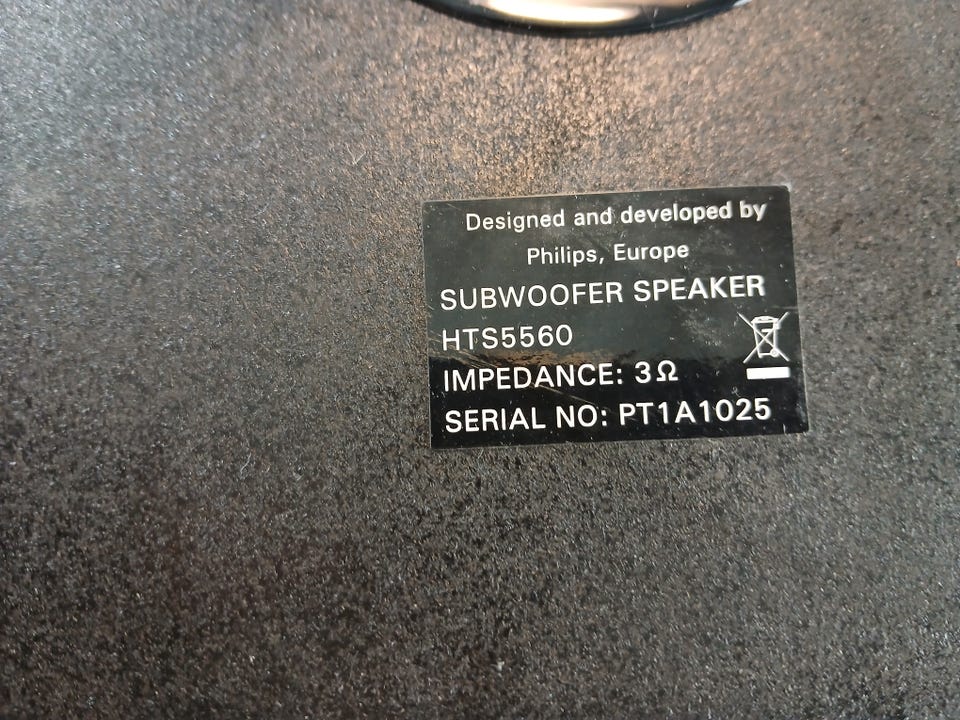 Designed and developed by
Philips, Europe
SUBWOOFER SPEAKER
HTS5560
IMPEDANCE: 3Ω
SERIAL NO: PT1A1025